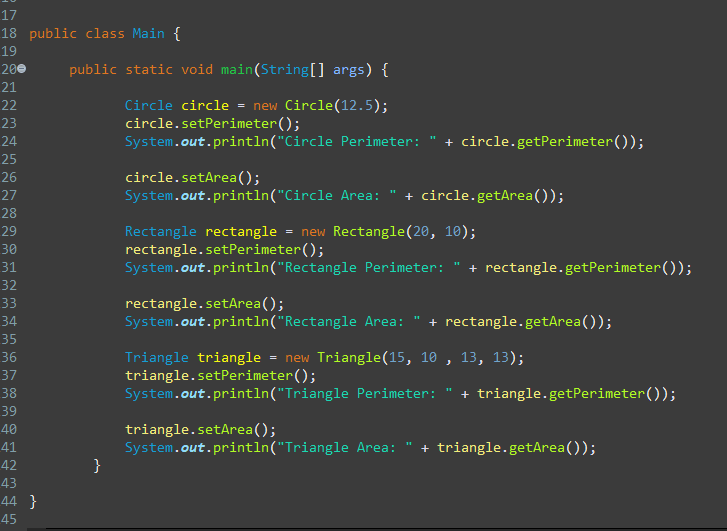 17
18 public class Main {
19
20 public static void main(String[] args) {
21
22 Circle circle = new Circle(12.5);
23 circle.setPerimeter();
24 System.out.println("Circle Perimeter: " + circle.getPerimeter());
25
26 circle.setArea();
27 System.out.println("Circle Area: " + circle.getArea());
28
29 Rectangle rectangle = new Rectangle(20, 10);
30 rectangle.setPerimeter();
31 System.out.println("Rectangle Perimeter: " + rectangle.getPerimeter());
32
33 rectangle.setArea();
34 System.out.println("Rectangle Area: " + rectangle.getArea());
35
36 Triangle triangle = new Triangle(15, 10 , 13, 13);
37 triangle.setPerimeter();
38 System.out.println("Triangle Perimeter: " + triangle.getPerimeter());
39
40 triangle.setArea();
41 System.out.println("Triangle Area: " + triangle.getArea());
42 }
43
44 }
45